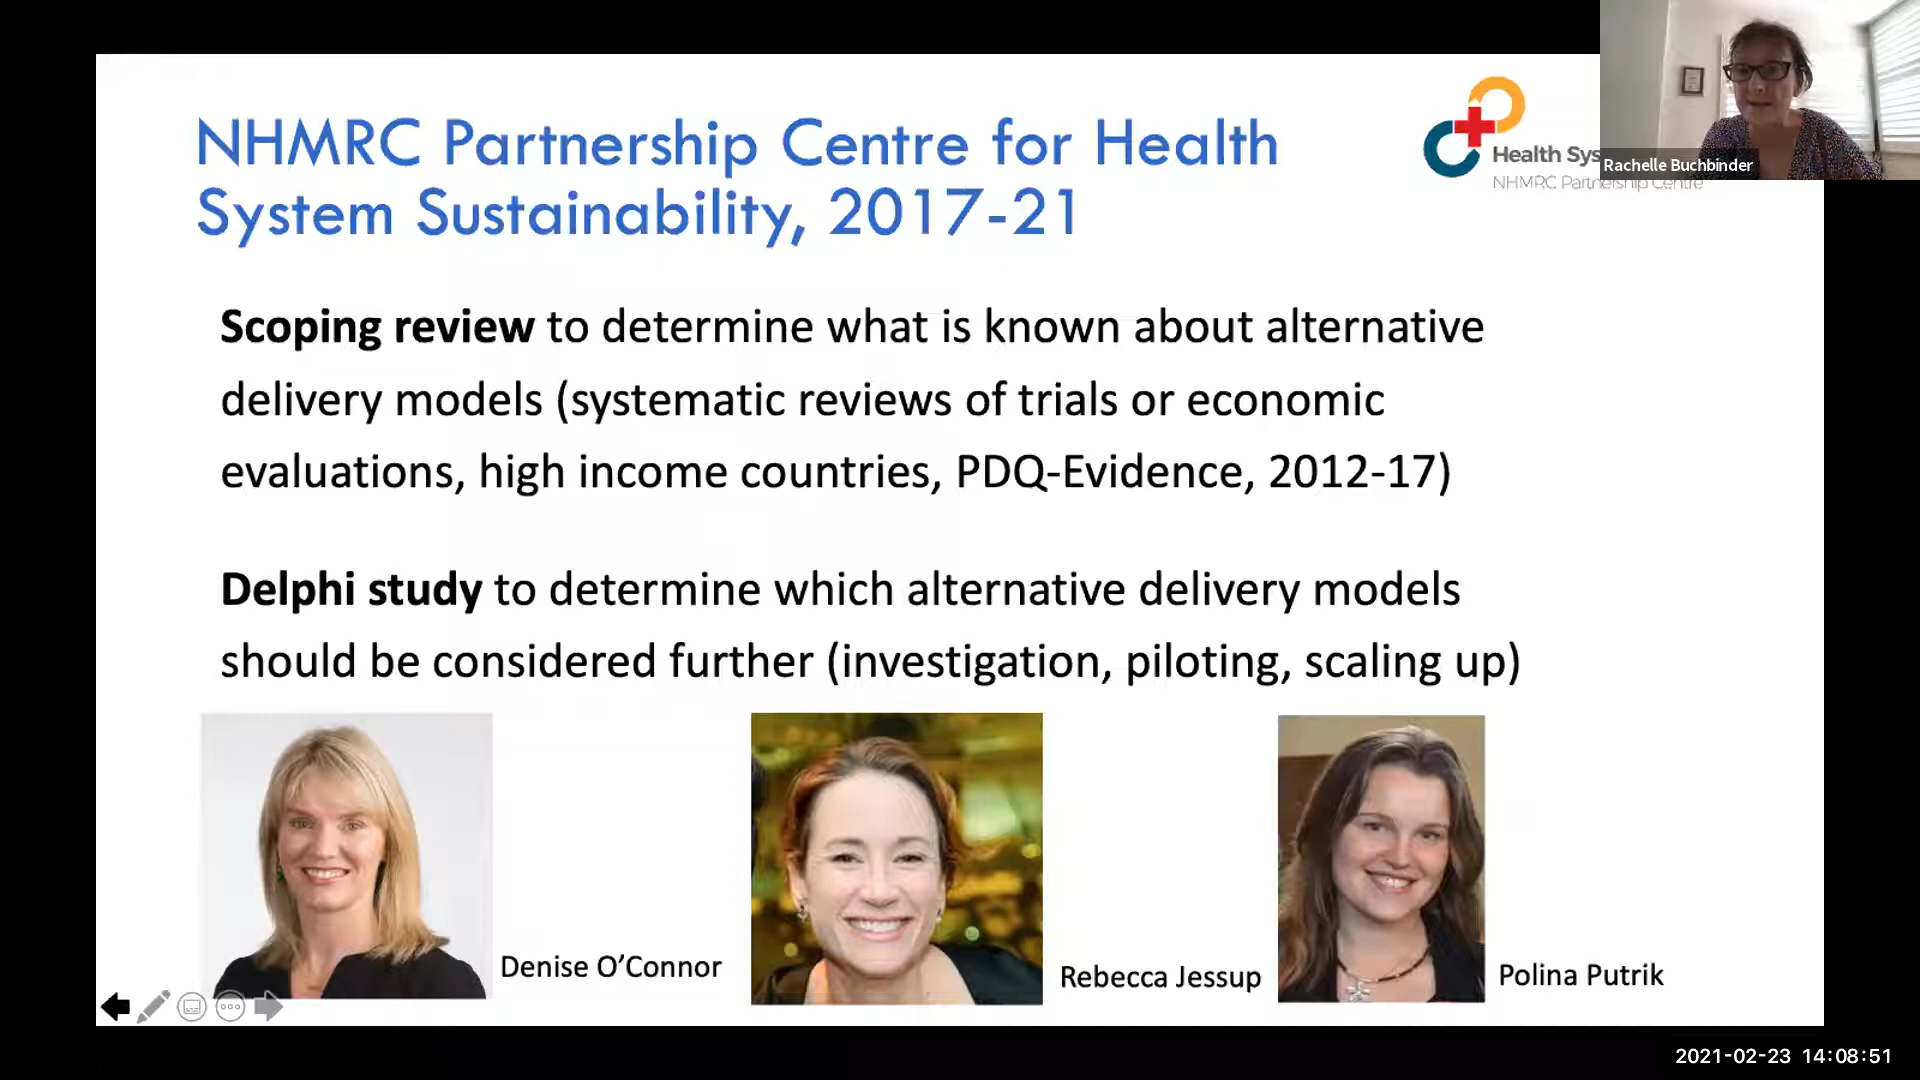 NHMRC Partnership Centre for Health
System Sustainability, 2017-21
Health Sys
NHMRC Partnership Centre
Rachelle Buchbinder
Scoping review to determine what is known about alternative
delivery models (systematic reviews of trials or economic
evaluations, high income countries, PDQ-Evidence, 2012-17)
Delphi study to determine which alternative delivery models
should be considered further (investigation, piloting, scaling up)
Denise O’Connor
Rebecca Jessup
Polina Putrik
2021-02-23 14:08:51